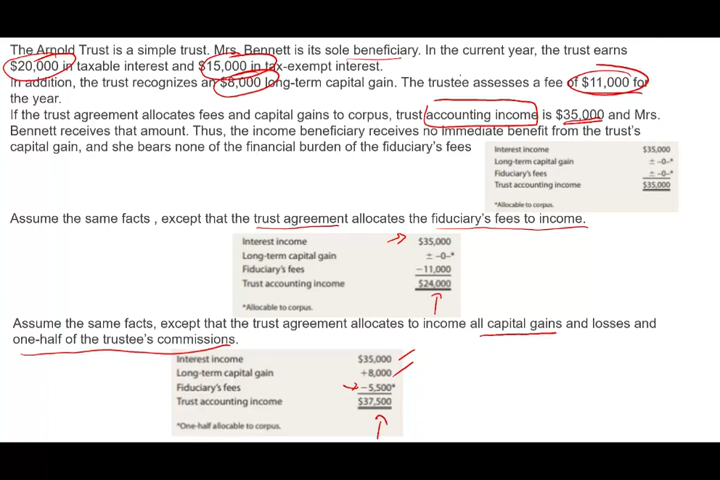 The Arnold Trust is a simple trust. Mrs. Bennett is its sole beneficiary. In the current year, the trust earns
$20,000 in taxable interest and $15,000 in tax-exempt interest.
In addition, the trust recognizes an $8,000 long-term capital gain. The trustee assesses a fee of $11,000 for
the year.
If the trust agreement allocates fees and capital gains to corpus, trust accounting income is $35,000 and Mrs.
Bennett receives that amount. Thus, the income beneficiary receives no immediate benefit from the trust's
capital gain, and she bears none of the financial burden of the fiduciary's fees
Interest income $35,000
Long-term capital gain ± -0-*
Fiduciary's fees ± -0-*
Trust accounting income $35,000
*Allocable to corpus.
Assume the same facts , except that the trust agreement allocates the fiduciary's fees to income.
Interest income $35,000
Long-term capital gain ± -0-*
Fiduciary's fees −11,000
Trust accounting income $24,000
*Allocable to corpus.
Assume the same facts, except that the trust agreement allocates to income all capital gains and losses and
one-half of the trustee's commissions.
Interest income $35,000
Long-term capital gain +8,000
Fiduciary's fees −5,500*
Trust accounting income $37,500
*One-half allocable to corpus.